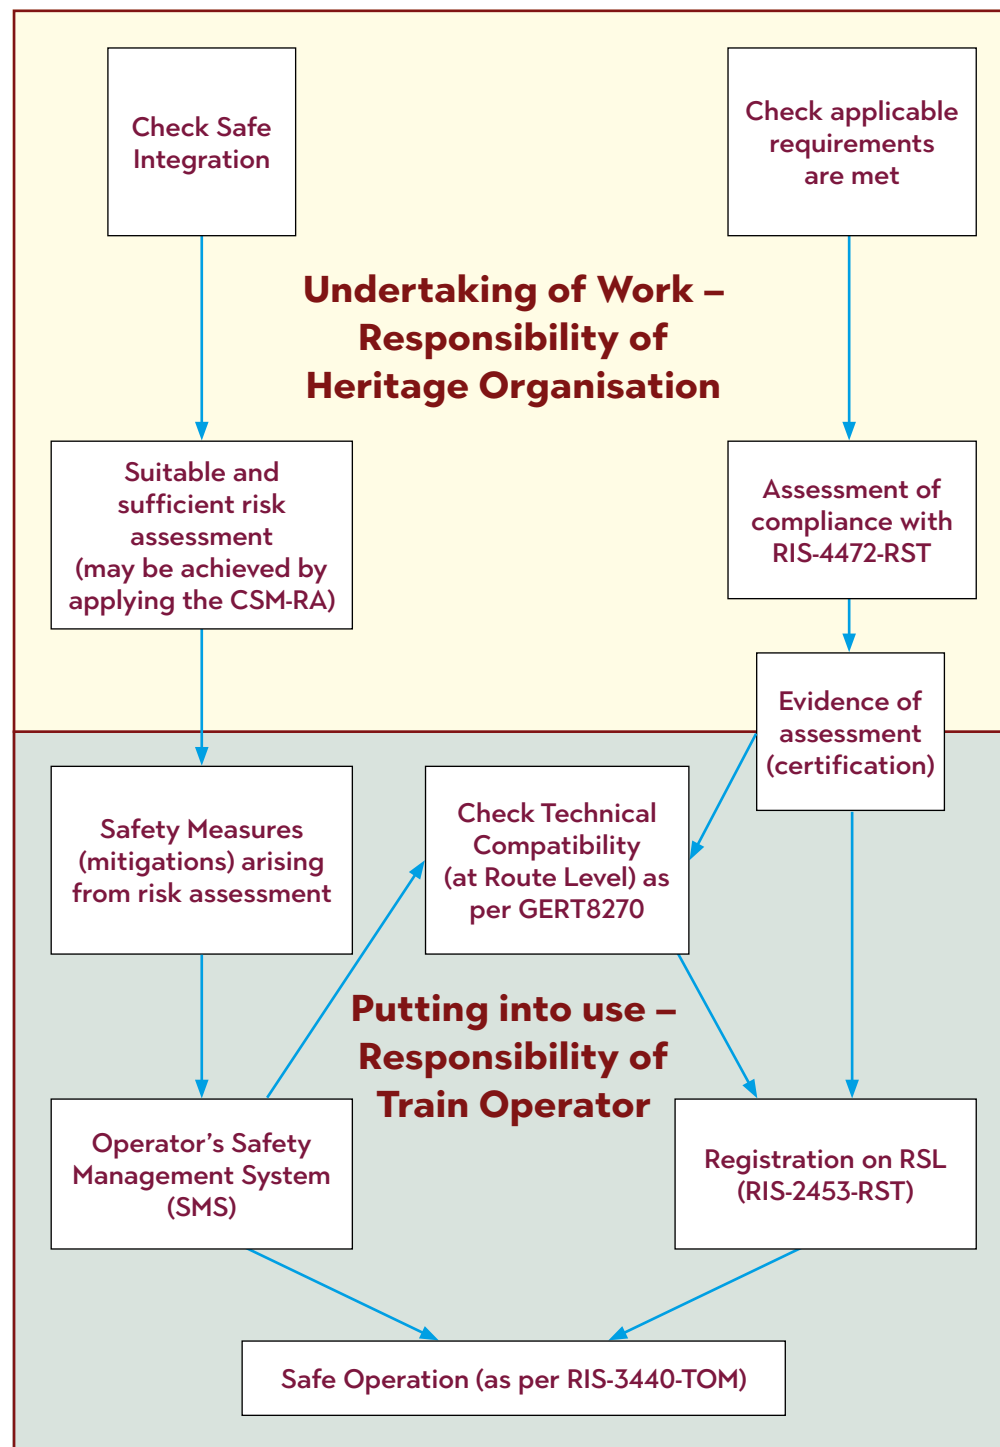 Check Safe
Integration
Check applicable
requirements
are met
Undertaking of Work –
Responsibility of
Heritage Organisation
Suitable and
sufficient risk
assessment
(may be achieved by
applying the CSM-RA)
Assessment of
compliance with
RIS-4472-RST
Evidence of
assessment
(certification)
Safety Measures
(mitigations) arising
from risk assessment
Check Technical
Compatibility
(at Route Level) as
per GERT8270
Putting into use –
Responsibility of
Train Operator
Operator’s Safety
Management System
(SMS)
Registration on RSL
(RIS-2453-RST)
Safe Operation (as per RIS-3440-TOM)